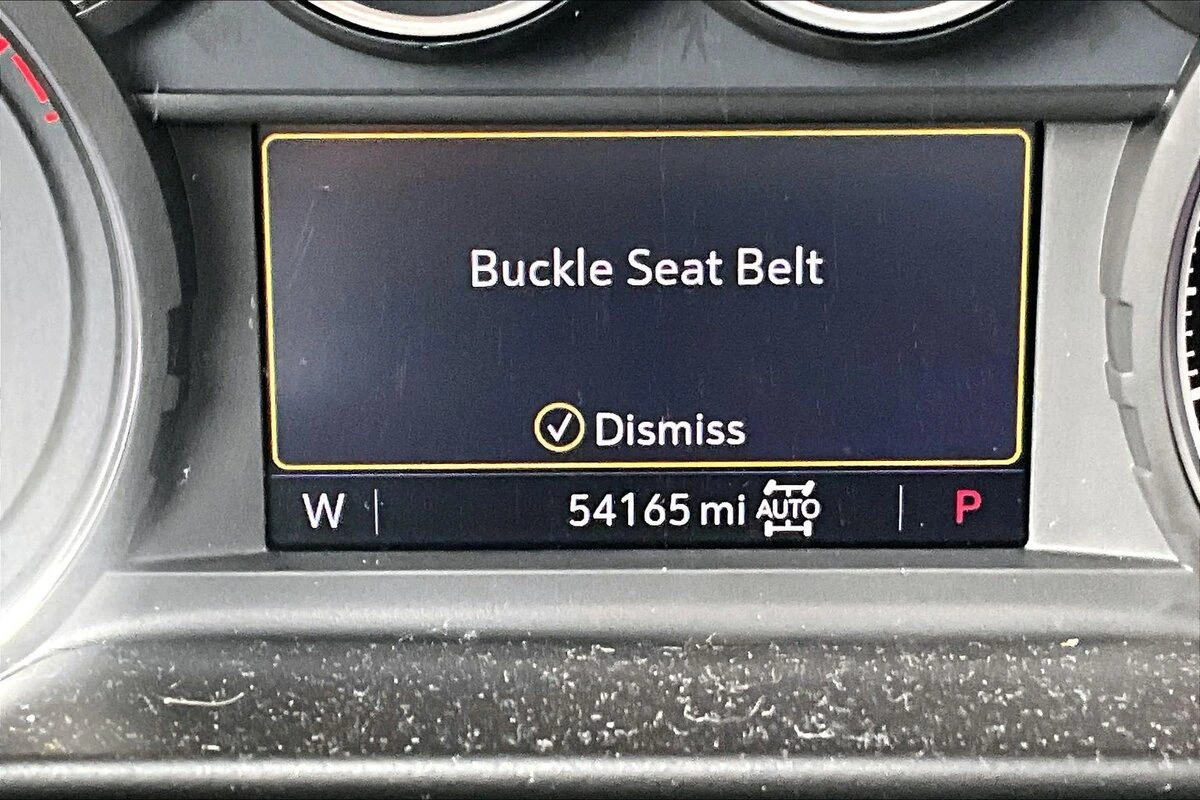 Buckle Seat Belt
Dismiss
W 54165 mi AUTO P